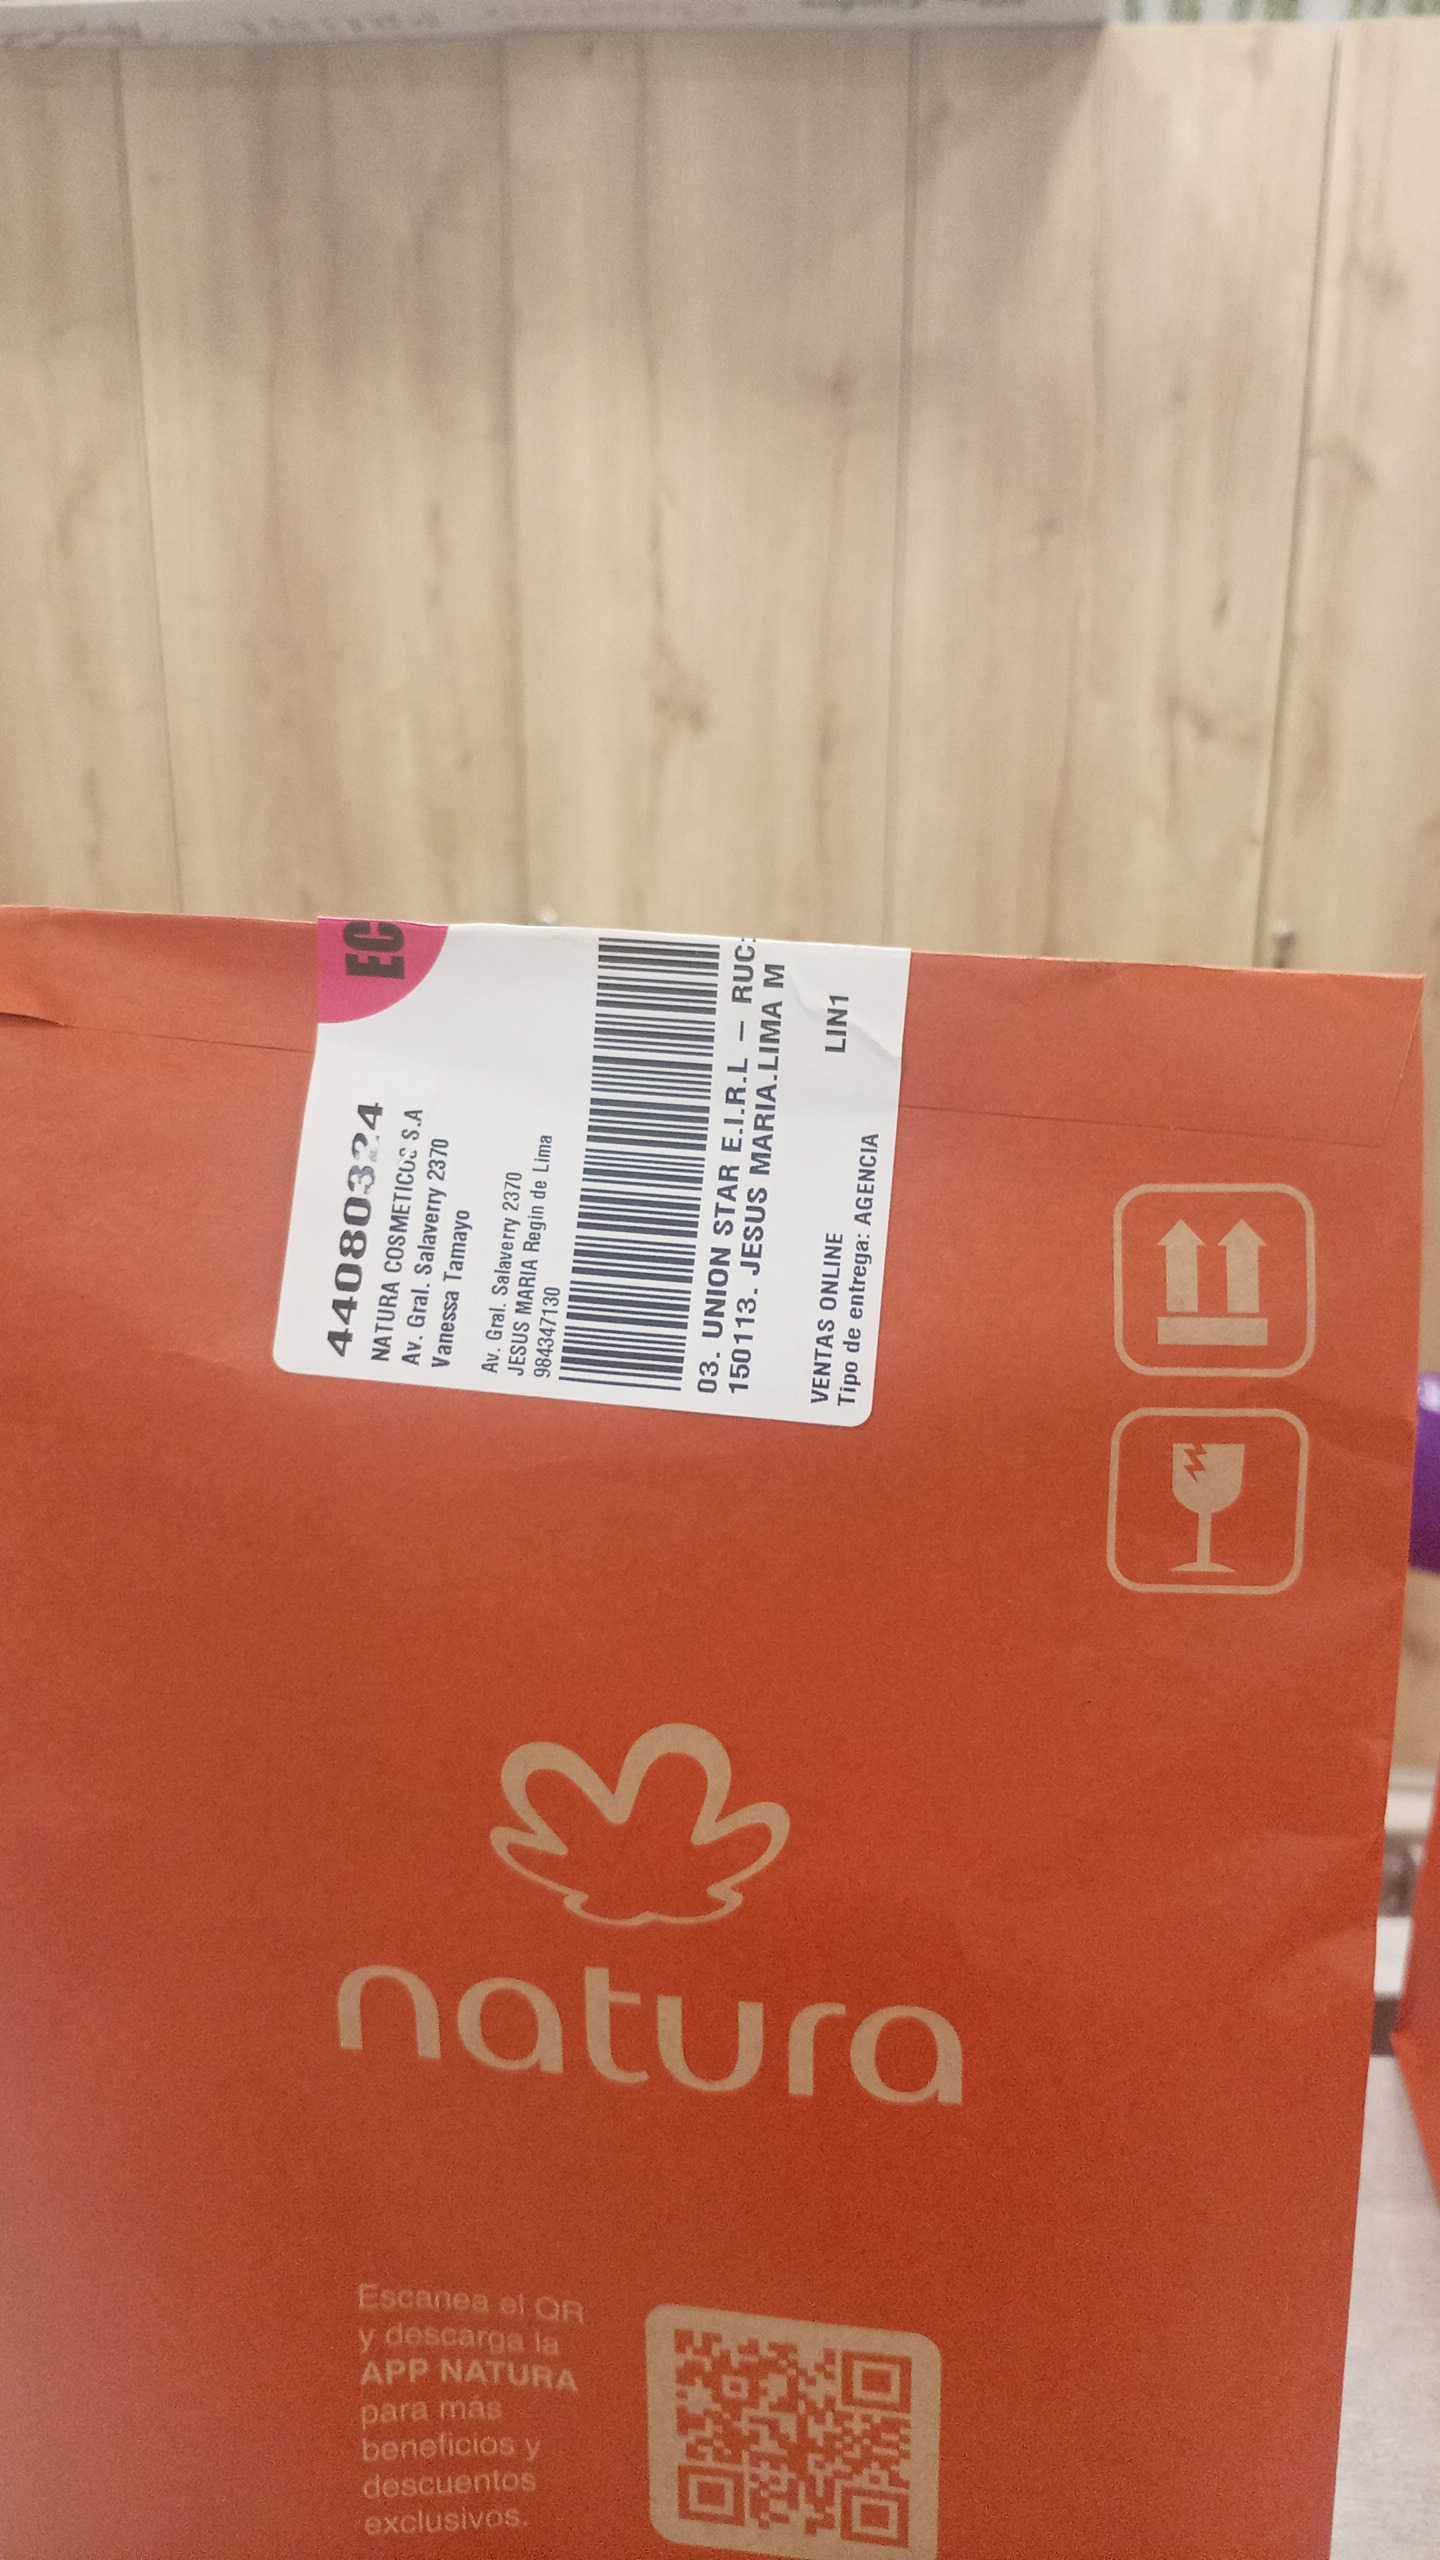 EC
44080324
NATURA COSMETICOS S.A
Av. Gral. Salaverry 2370
Vanessa Tamayo
Av. Gral. Salaverry 2370
JESUS MARIA Regin de Lima
984347130
03. UNION STAR E.I.R.L – RUC:
150113. JESUS MARIA.LIMA M
VENTAS ONLINE LIN1
Tipo de entrega: AGENCIA
natura
Escanea el QR
y descarga la
APP NATURA
para más
beneficios y
descuentos
exclusivos.